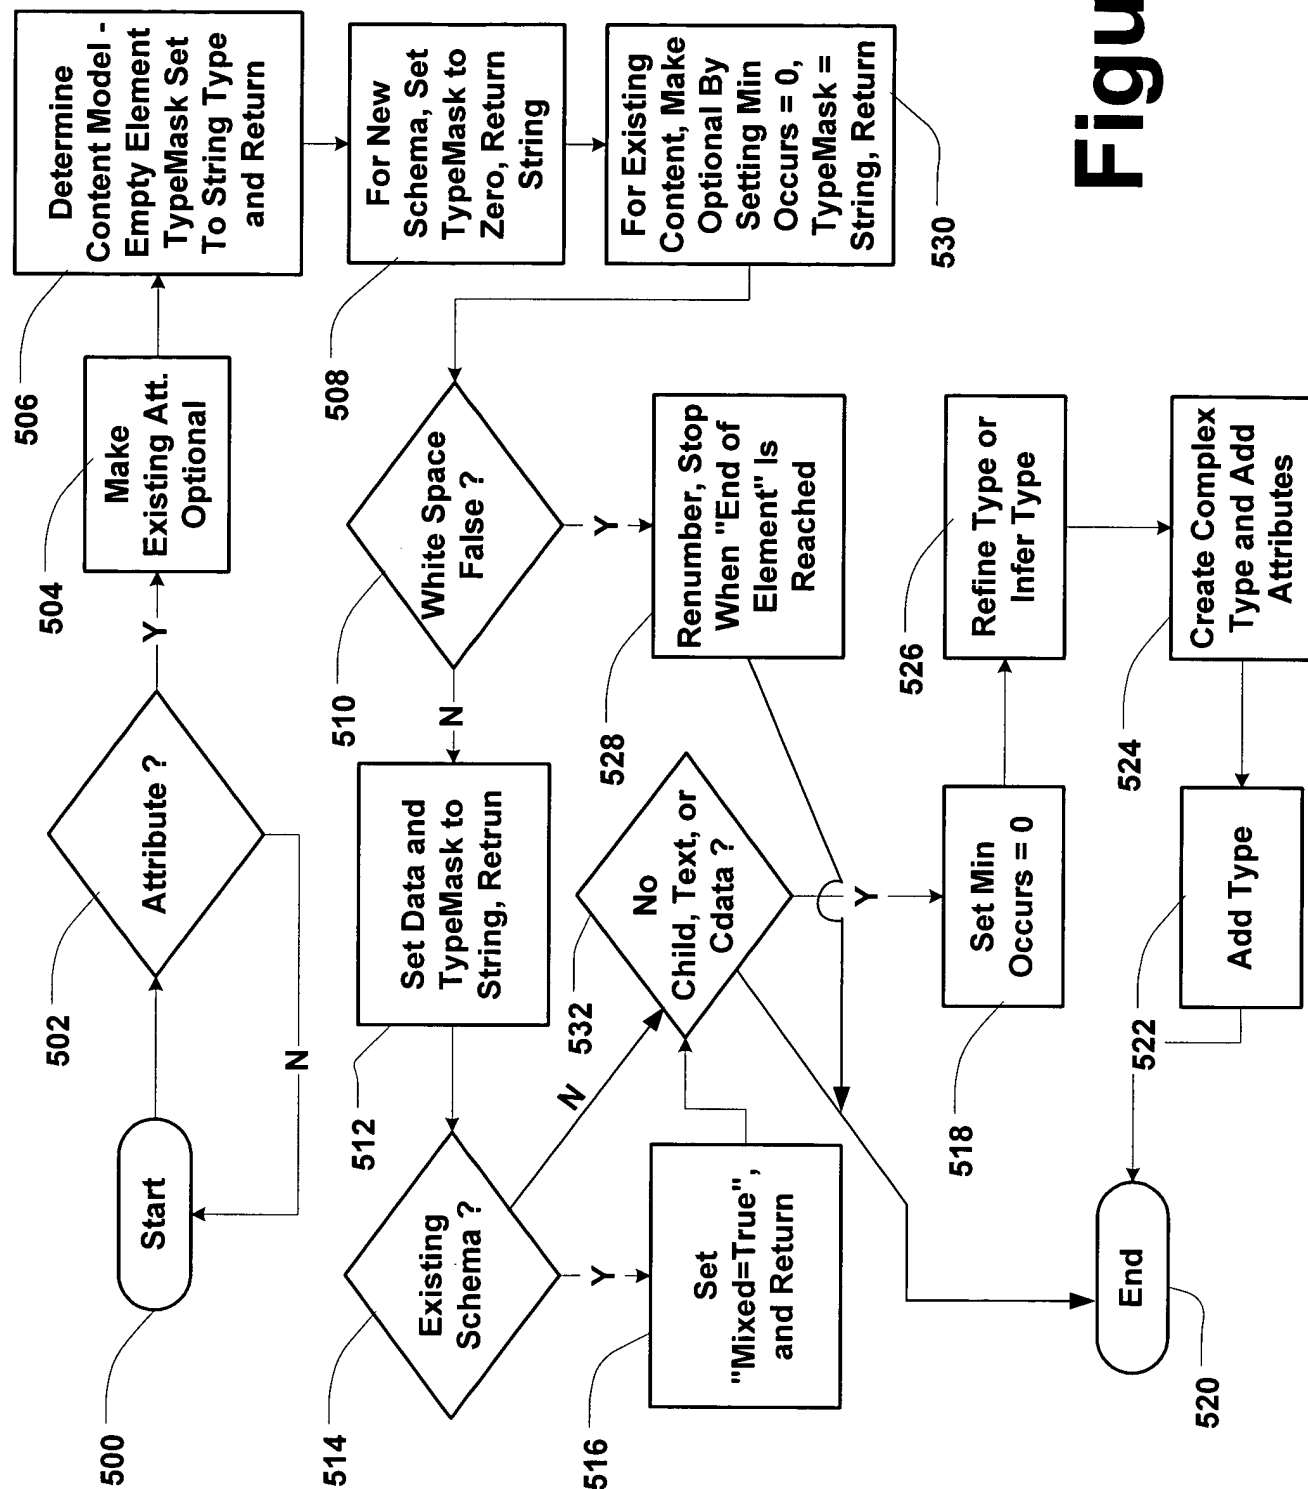 500
Start
502
Attribute ?
Y
N
504
Make
Existing Att.
Optional
506
Determine
Content Model -
Empty Element
TypeMask Set
To String Type
and Return
508
For New
Schema, Set
TypeMask to
Zero, Return
String
530
For Existing
Content, Make
Optional By
Setting Min
Occurs = 0,
TypeMask =
String, Return
510
White Space
False ?
N
Y
512
Set Data and
TypeMask to
String, Retrun
514
Existing
Schema ?
N
Y
516
Set
"Mixed=True",
and Return
528
Renumber, Stop
When "End of
Element" Is
Reached
532
No
Child, Text, or
Cdata ?
Y
518
Set Min
Occurs = 0
526
Refine Type or
Infer Type
524
Create Complex
Type and Add
Attributes
522
Add Type
520
End
Figu